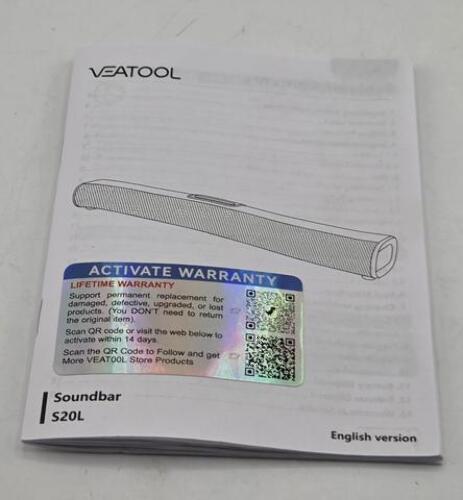 VEATOOL
ACTIVATE WARRANTY
LIFETIME WARRANTY
Support permanent replacement for
damaged, defective, upgraded, or lost
products. (You DON'T need to return
the original item).
Scan QR code or visit the web below to
activate within 14 days.
Scan the QR Code to Follow and get
More VEATOOL Store Products
Soundbar
S20L
English version